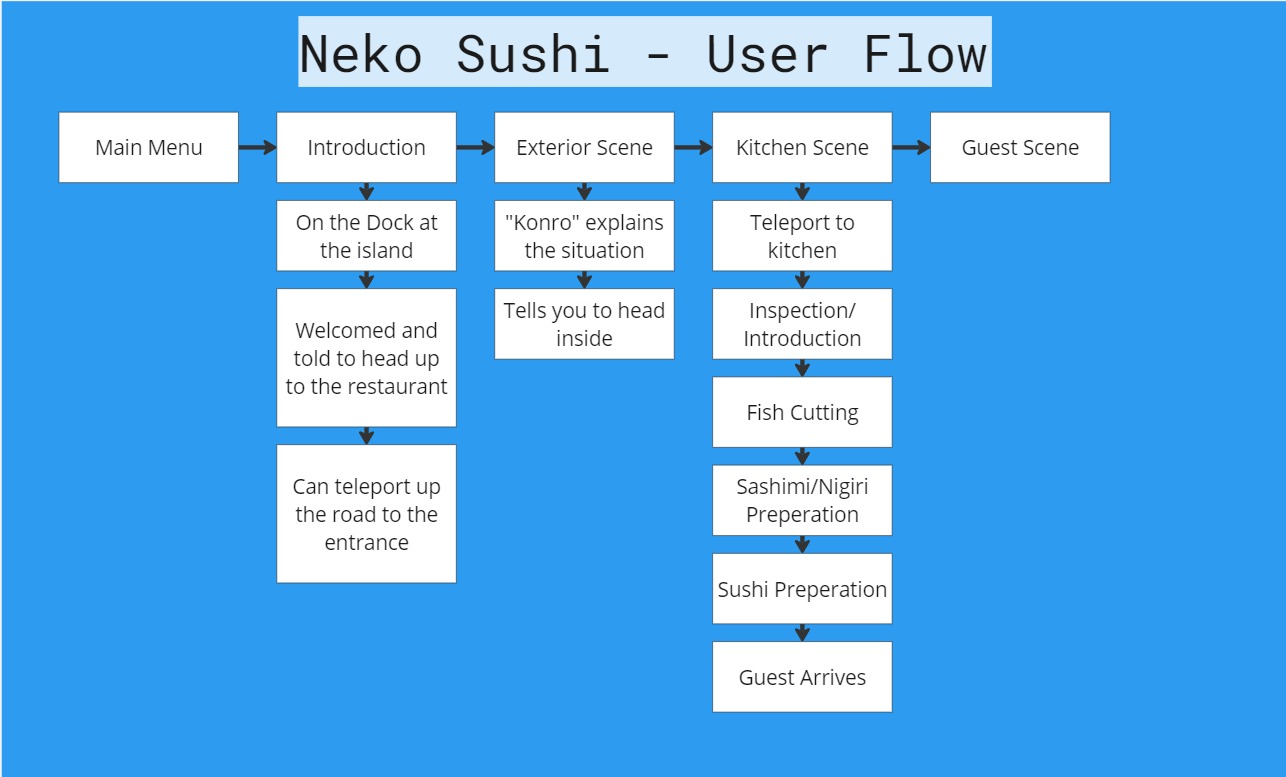 Neko Sushi - User Flow
Main Menu
Introduction
Exterior Scene
Kitchen Scene
Guest Scene
On the Dock at
the island
Welcomed and
told to head up
to the restaurant
Can teleport up
the road to the
entrance
"Konro" explains
the situation
Tells you to head
inside
Teleport to
kitchen
Inspection/
Introduction
Fish Cutting
Sashimi/Nigiri
Preperation
Sushi Preperation
Guest Arrives